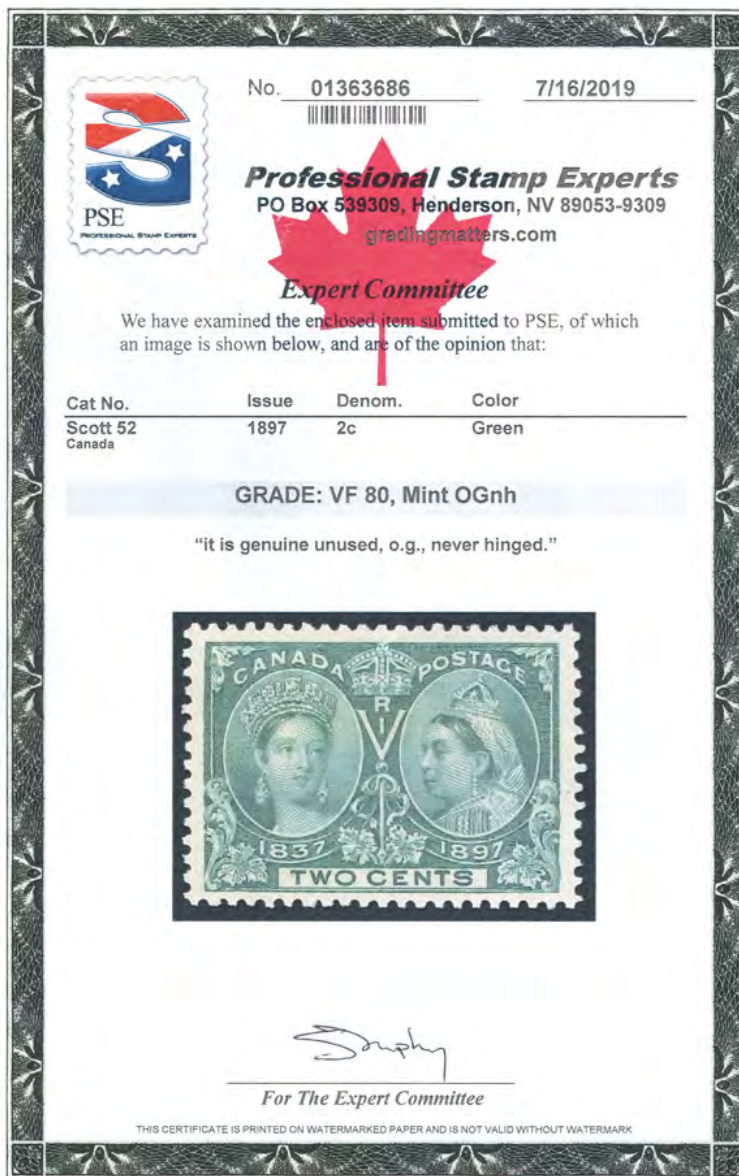 No. 01363686 7/16/2019
PSE
PROFESSIONAL STAMP EXPERTS
Professional Stamp Experts
PO Box 539309, Henderson, NV 89053-9309
gradingmatters.com
Expert Committee
We have examined the enclosed item submitted to PSE, of which
an image is shown below, and are of the opinion that:
Cat No. Issue Denom. Color
Scott 52 1897 2c Green
Canada
GRADE: VF 80, Mint OGnh
“it is genuine unused, o.g., never hinged.”
CANADA POSTAGE
V R I
1837 1897
TWO CENTS
For The Expert Committee
THIS CERTIFICATE IS PRINTED ON WATERMARKED PAPER AND IS NOT VALID WITHOUT WATERMARK